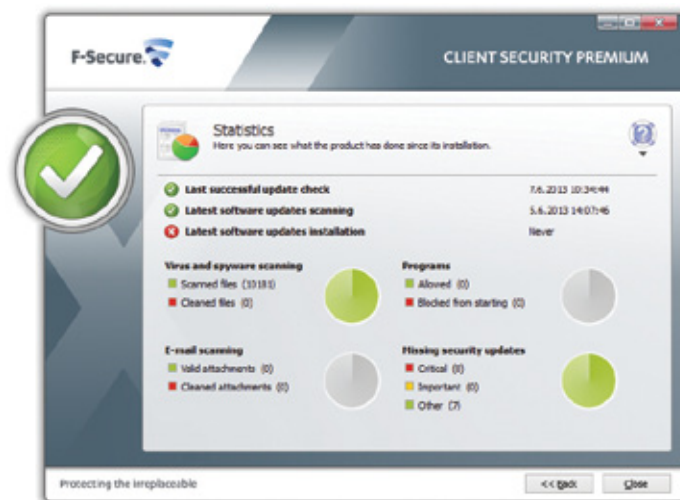 F-Secure.
CLIENT SECURITY PREMIUM
Statistics
Here you can see what the product has done since its installation.
Last successful update check 7.6.2013 10:34:44
Latest software updates scanning 5.6.2013 14:07:46
Latest software updates installation Never
Virus and spyware scanning
Scanned files (10181)
Cleaned files (0)
Programs
Allowed (0)
Blocked from starting (0)
E-mail scanning
Valid attachments (0)
Cleaned attachments (0)
Missing security updates
Critical (0)
Important (0)
Other (7)
Protecting the irreplaceable
<< Back
Close